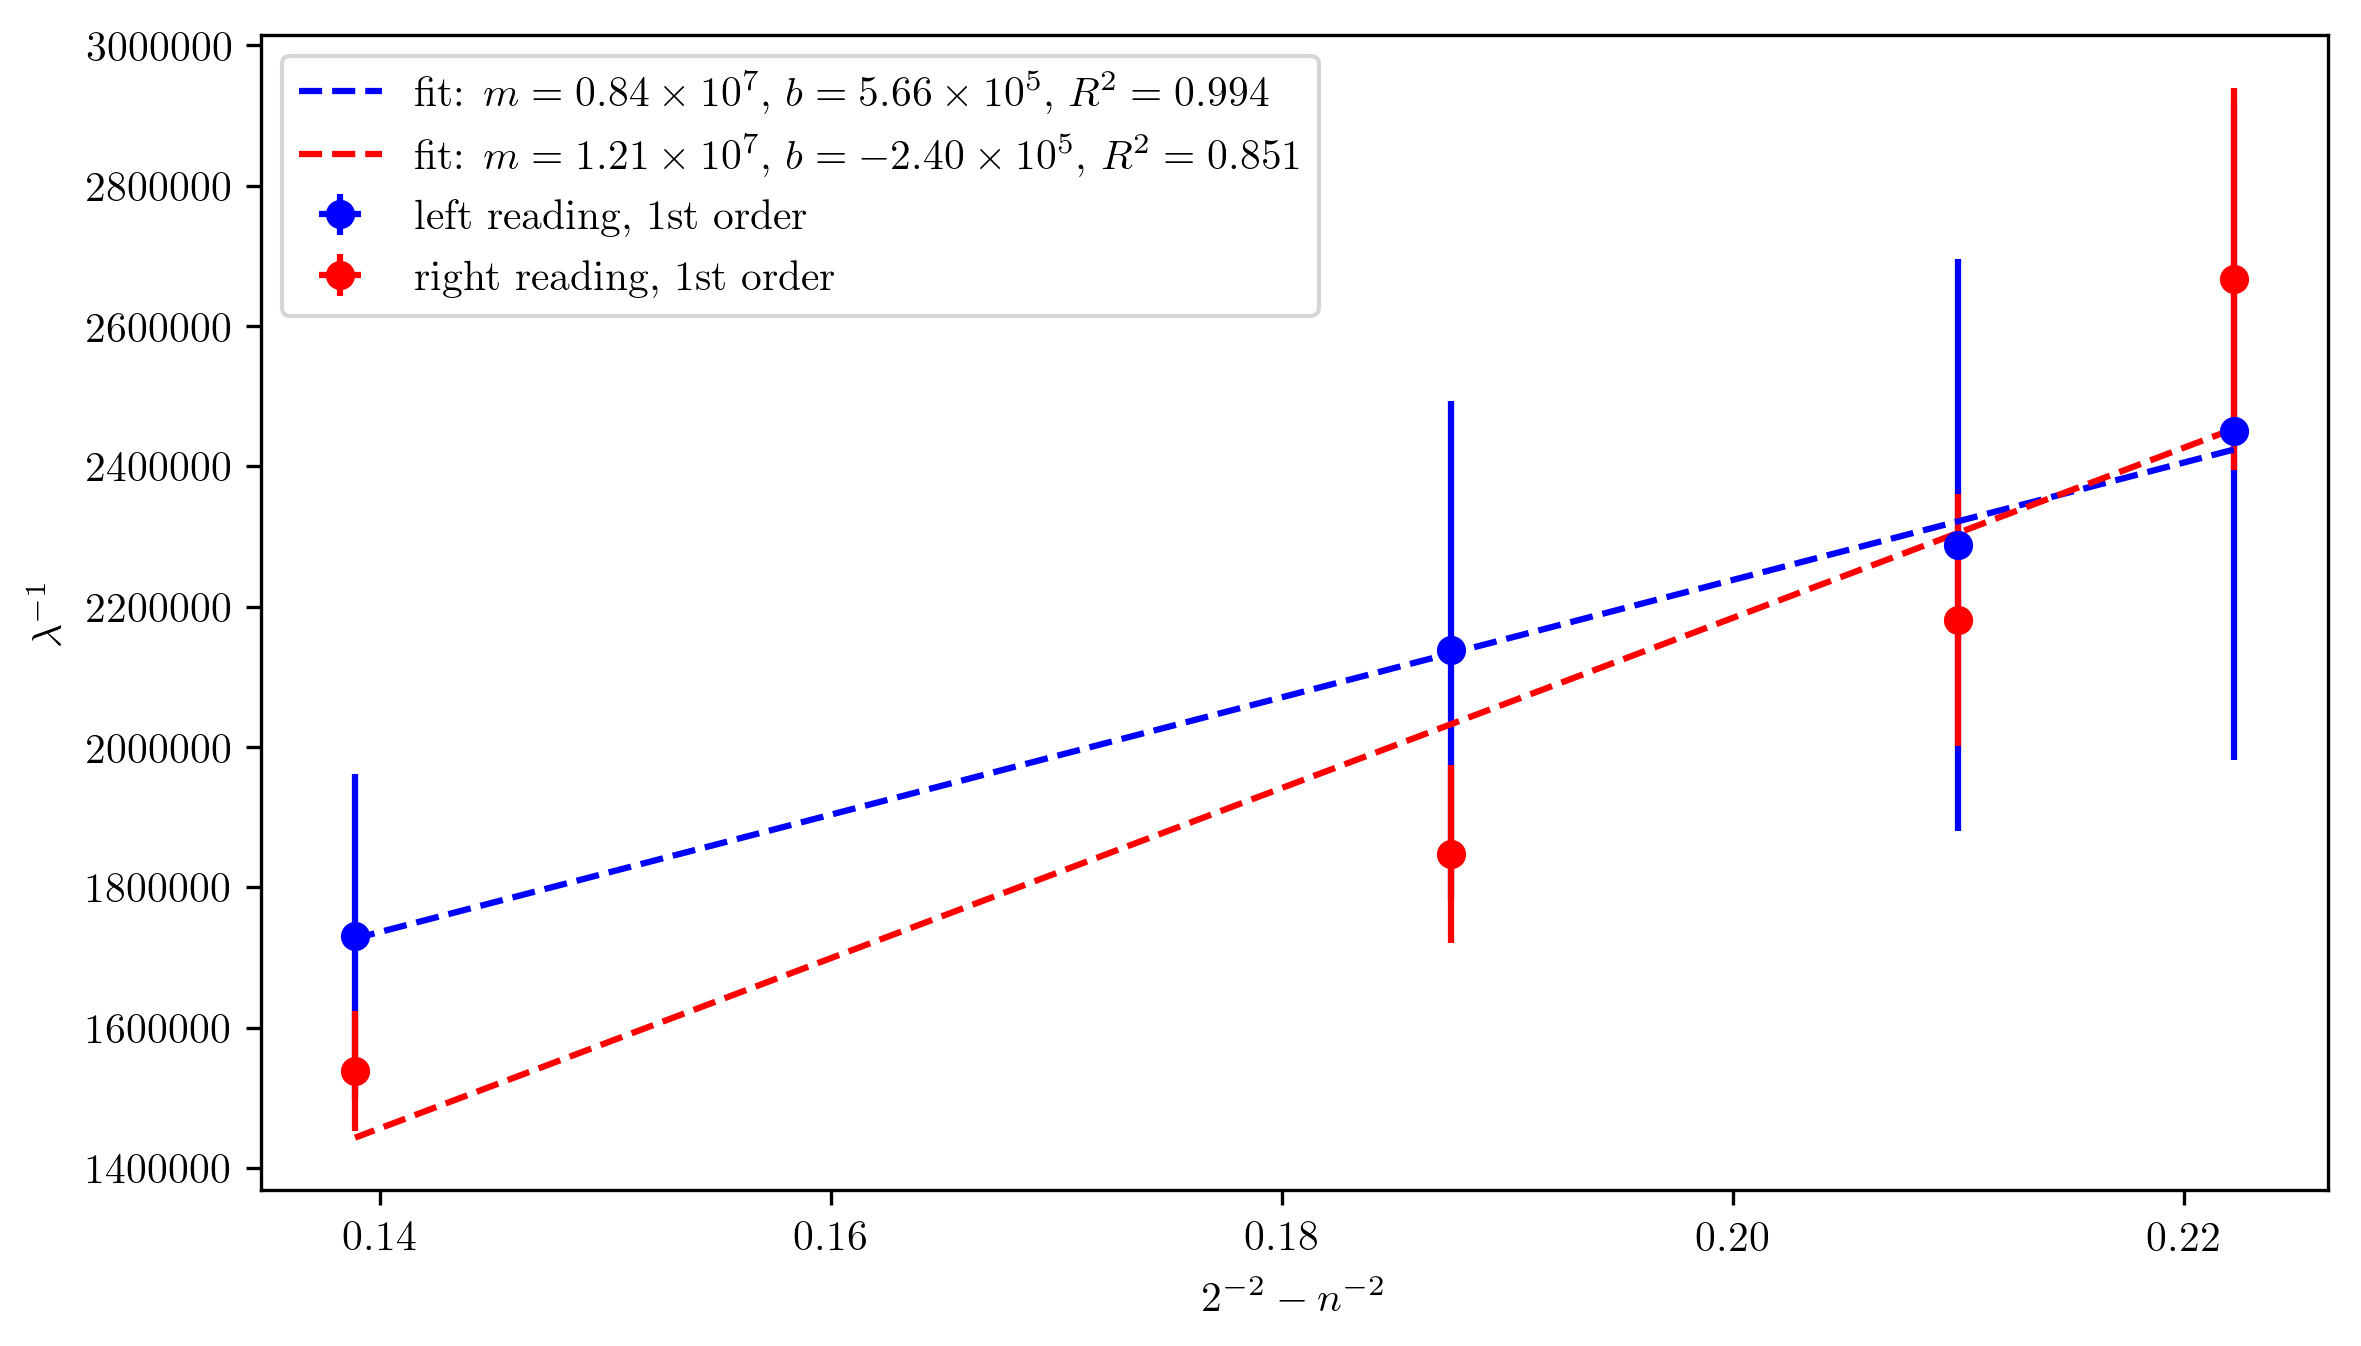 3000000
2800000
2600000
2400000
2200000
2000000
1800000
1600000
1400000
λ⁻¹
fit: m = 0.84 × 10⁷, b = 5.66 × 10⁵, R² = 0.994
fit: m = 1.21 × 10⁷, b = −2.40 × 10⁵, R² = 0.851
left reading, 1st order
right reading, 1st order
0.14 0.16 0.18 0.20 0.22
2⁻² − n⁻²